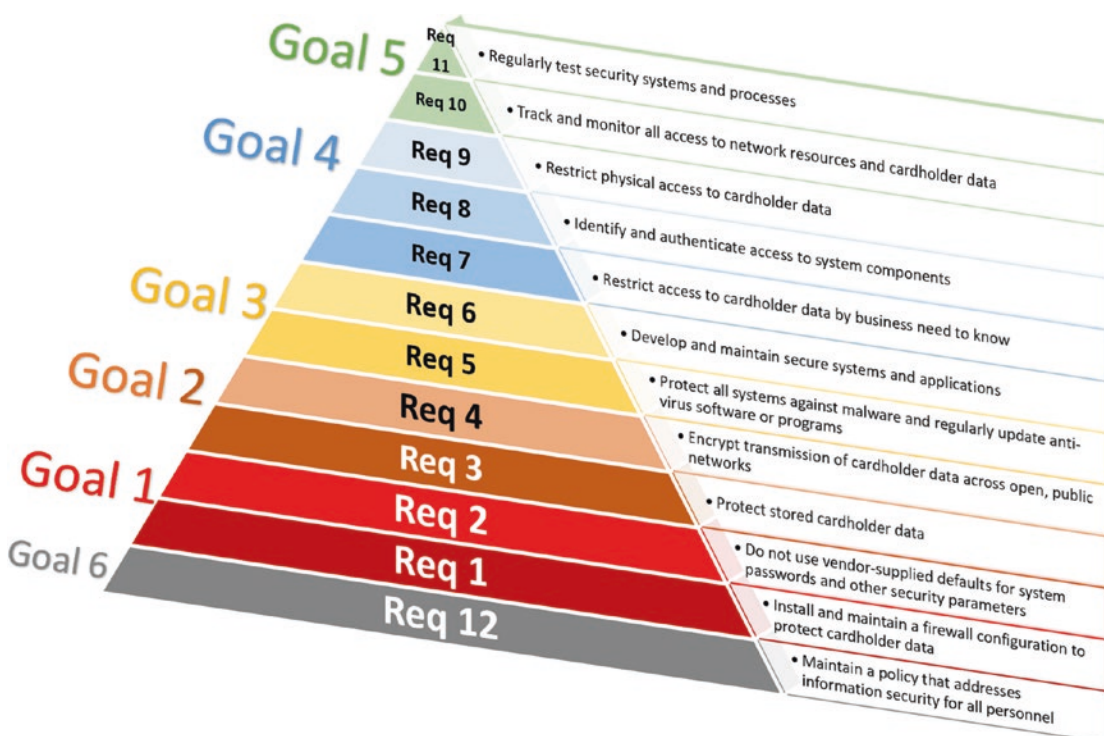 Goal 5
Req
11
• Regularly test security systems and processes
Req 10
• Track and monitor all access to network resources and cardholder data
Goal 4
Req 9
• Restrict physical access to cardholder data
Req 8
• Identify and authenticate access to system components
Req 7
• Restrict access to cardholder data by business need to know
Goal 3
Req 6
• Develop and maintain secure systems and applications
Req 5
• Protect all systems against malware and regularly update anti-
virus software or programs
Goal 2
Req 4
• Encrypt transmission of cardholder data across open, public
networks
Req 3
• Protect stored cardholder data
Goal 1
Req 2
• Do not use vendor-supplied defaults for system
passwords and other security parameters
Req 1
• Install and maintain a firewall configuration to
protect cardholder data
Goal 6
Req 12
• Maintain a policy that addresses
information security for all personnel